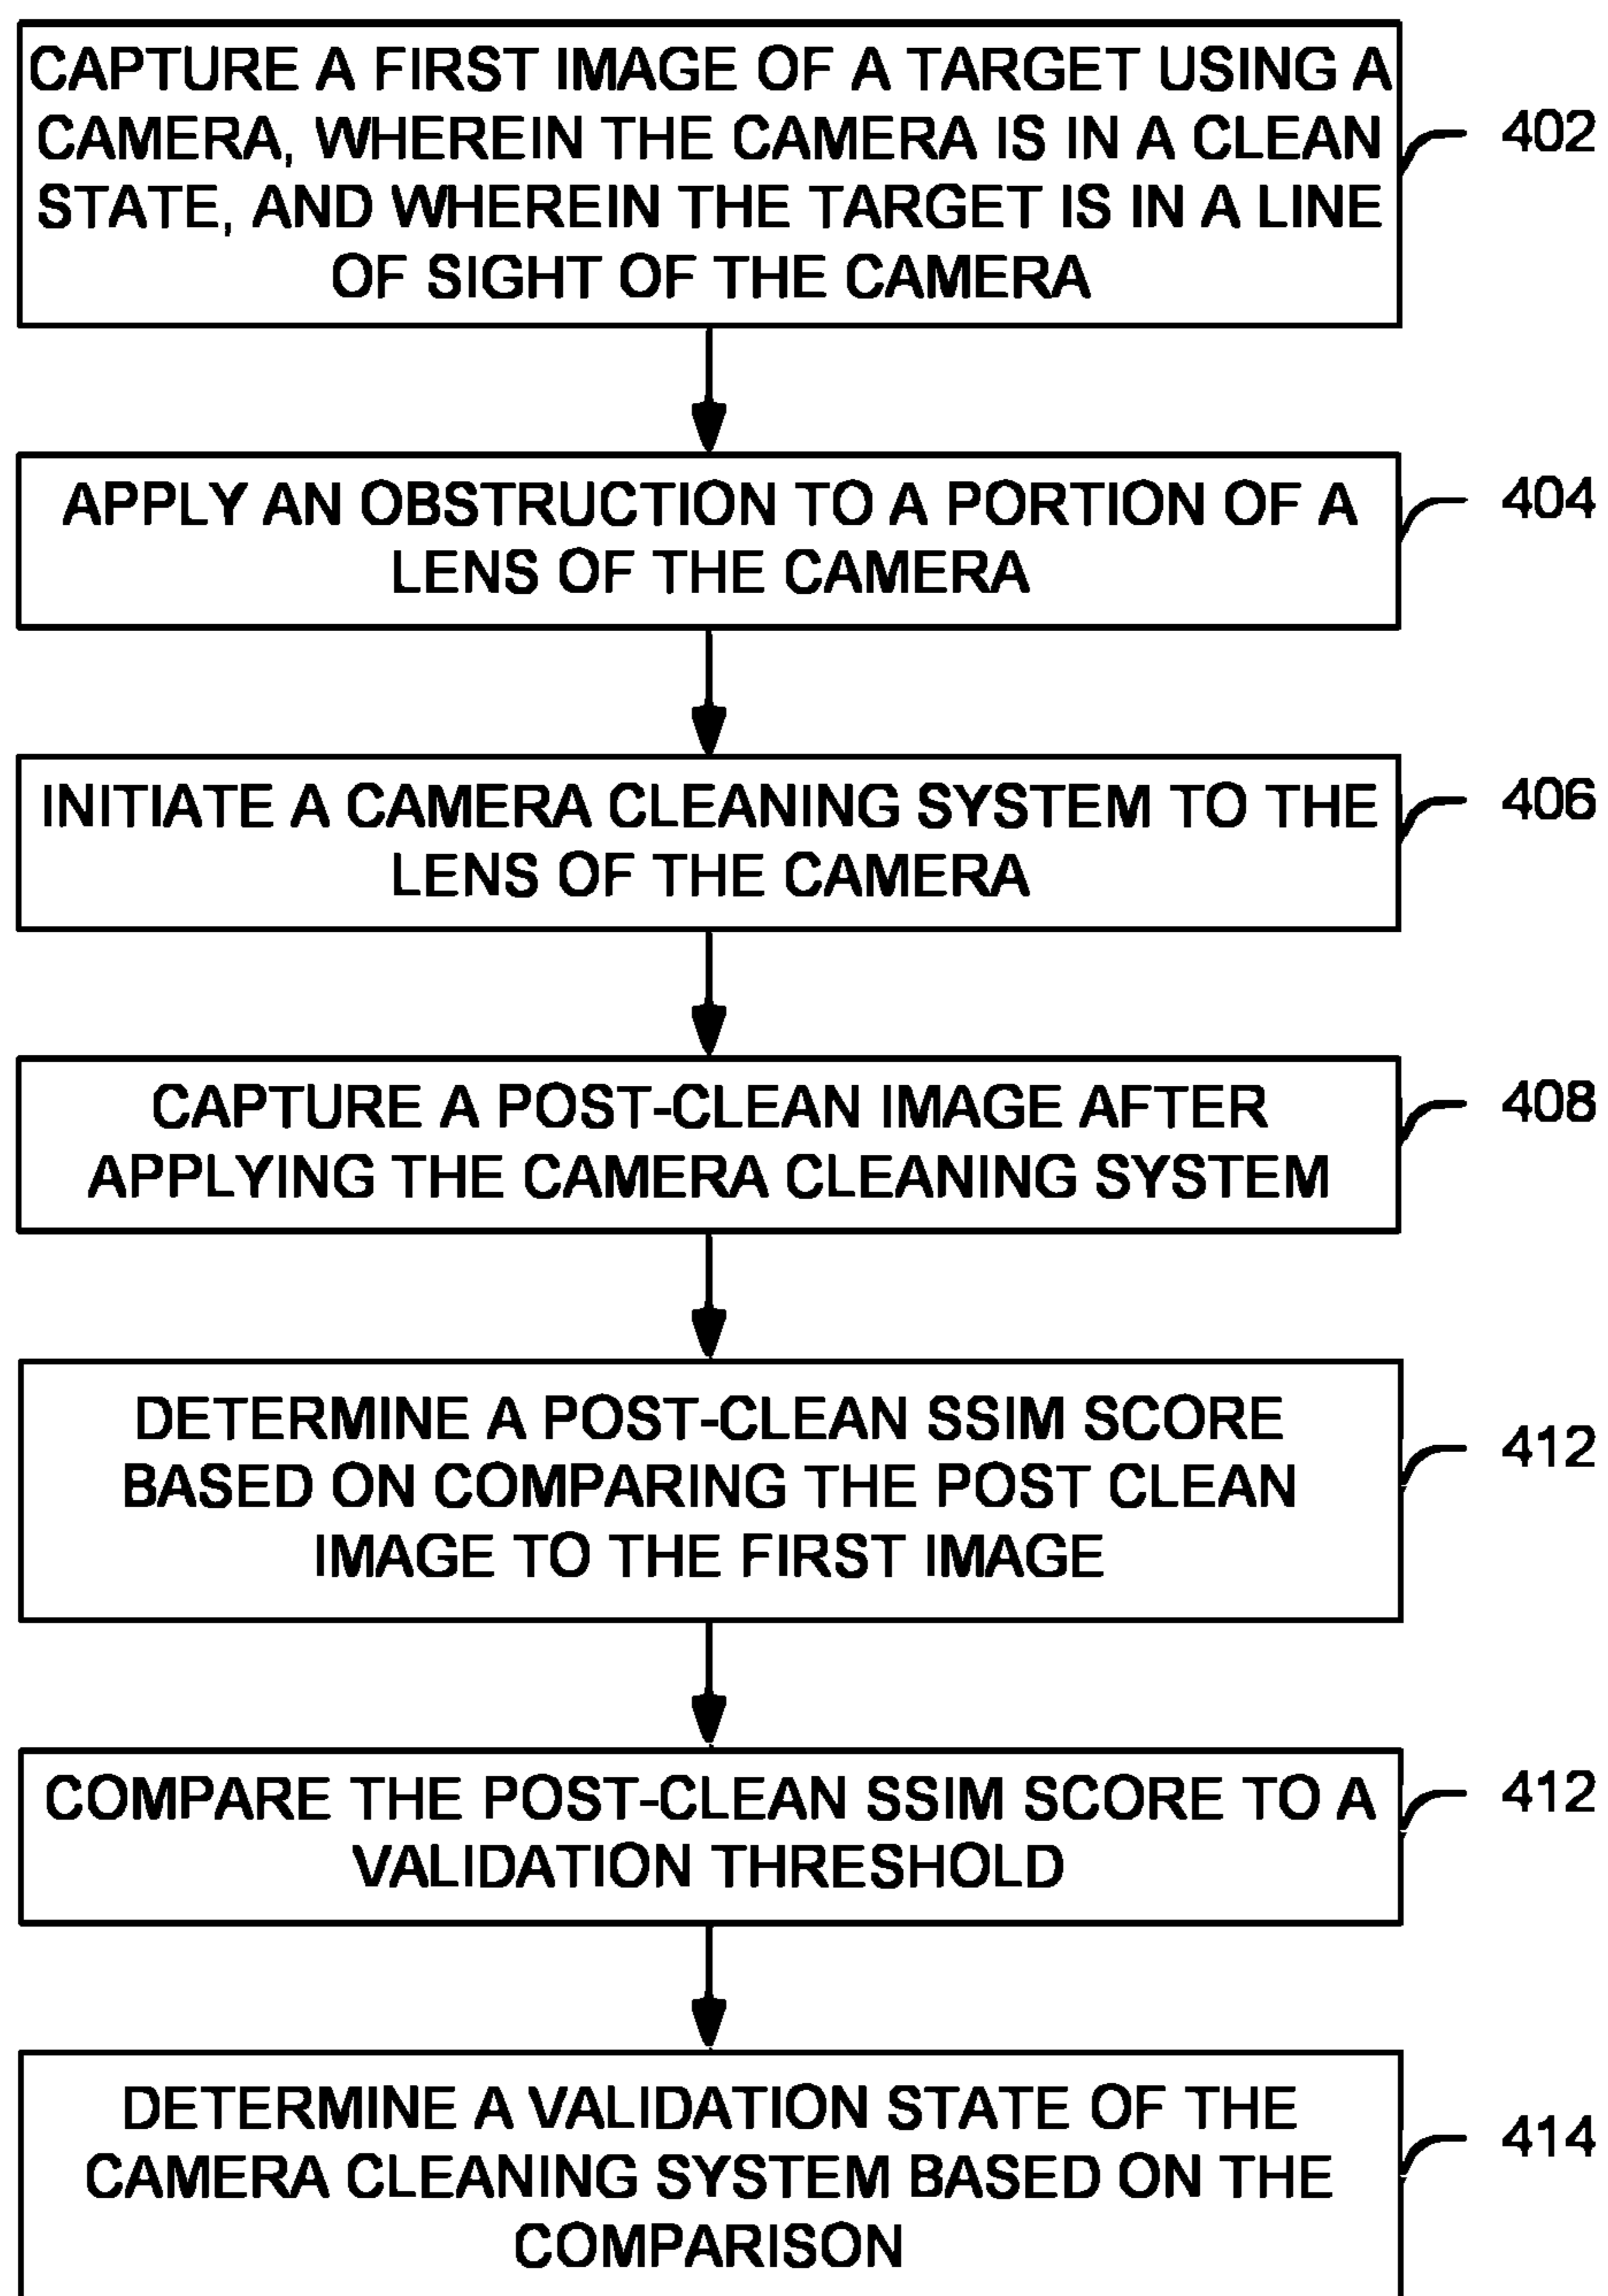 CAPTURE A FIRST IMAGE OF A TARGET USING A
CAMERA, WHEREIN THE CAMERA IS IN A CLEAN
STATE, AND WHEREIN THE TARGET IS IN A LINE
OF SIGHT OF THE CAMERA
402
APPLY AN OBSTRUCTION TO A PORTION OF A
LENS OF THE CAMERA
404
INITIATE A CAMERA CLEANING SYSTEM TO THE
LENS OF THE CAMERA
406
CAPTURE A POST-CLEAN IMAGE AFTER
APPLYING THE CAMERA CLEANING SYSTEM
408
DETERMINE A POST-CLEAN SSIM SCORE
BASED ON COMPARING THE POST CLEAN
IMAGE TO THE FIRST IMAGE
412
COMPARE THE POST-CLEAN SSIM SCORE TO A
VALIDATION THRESHOLD
412
DETERMINE A VALIDATION STATE OF THE
CAMERA CLEANING SYSTEM BASED ON THE
COMPARISON
414